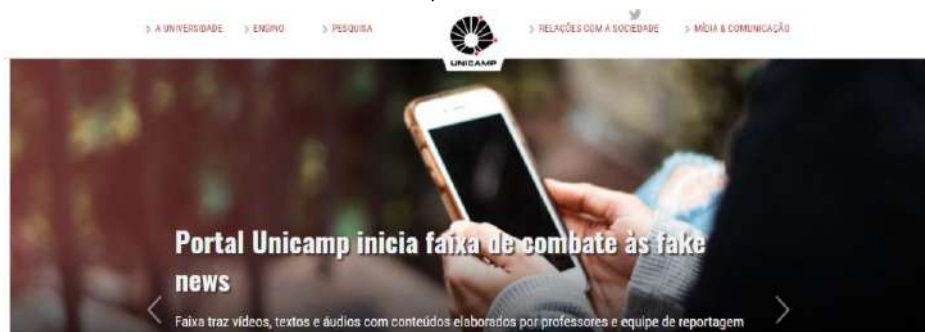 > A UNIVERSIDADE > ENSINO > PESQUISA > RELAÇÕES COM A SOCIEDADE > MÍDIA & COMUNICAÇÃO
UNICAMP
Portal Unicamp inicia faixa de combate às fake
news
Faixa traz vídeos, textos e áudios com conteúdos elaborados por professores e equipe de reportagem